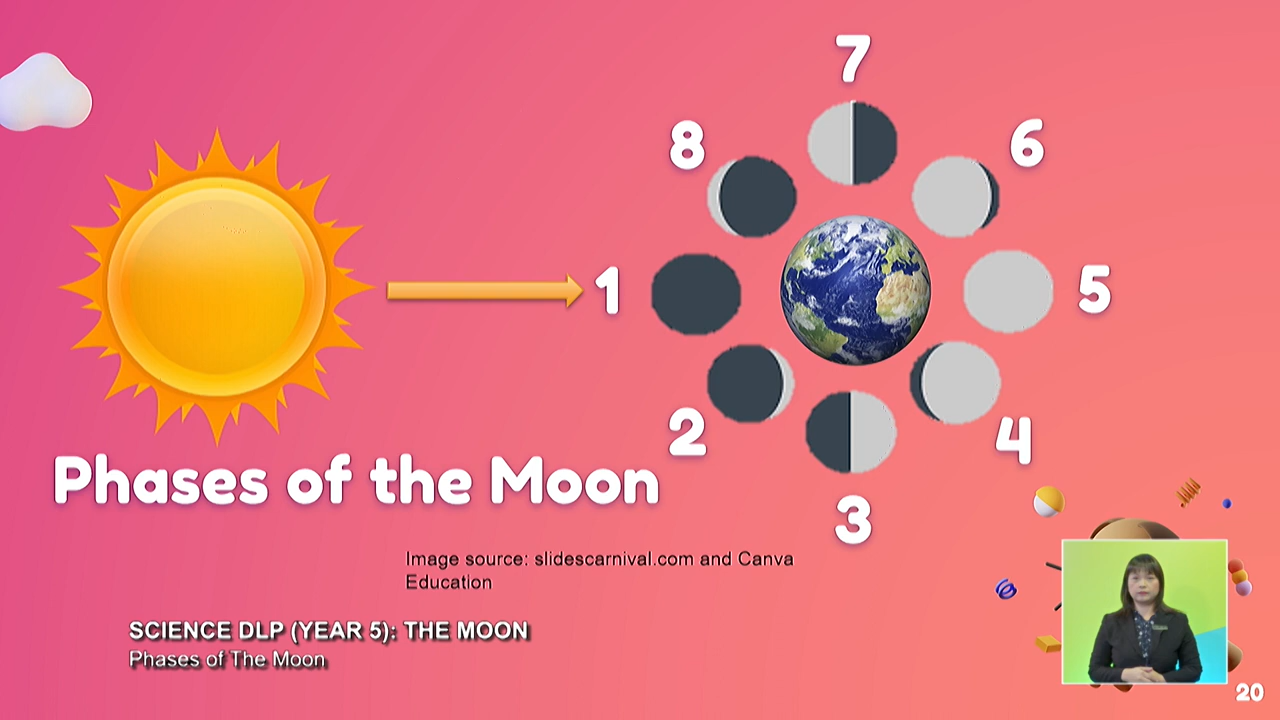 7
8
6
1
5
2
4
Phases of the Moon
3
Image source: slidescarnival.com and Canva
Education
SCIENCE DLP (YEAR 5): THE MOON
Phases of The Moon
20